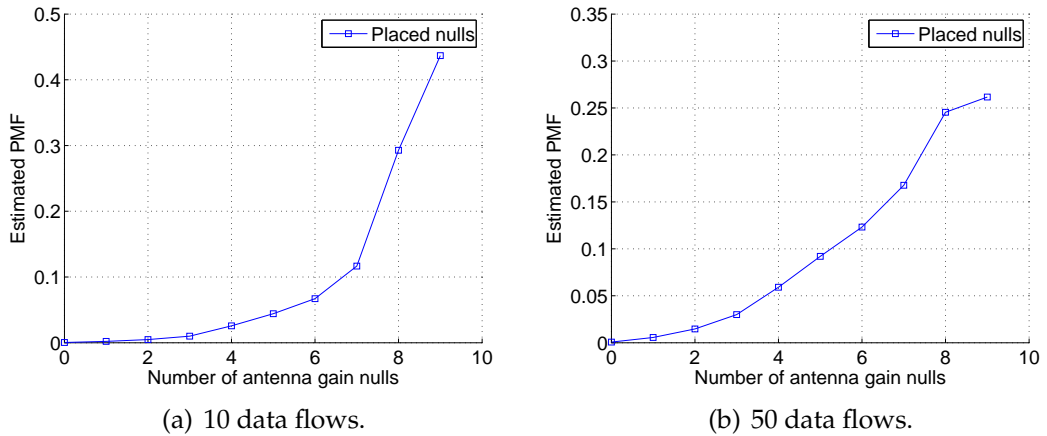 0.5
0.4
0.3
0.2
0.1
0
0 2 4 6 8 10
Estimated PMF
Number of antenna gain nulls
Placed nulls
(a) 10 data flows.
0.35
0.3
0.25
0.2
0.15
0.1
0.05
0
0 2 4 6 8 10
Estimated PMF
Number of antenna gain nulls
Placed nulls
(b) 50 data flows.